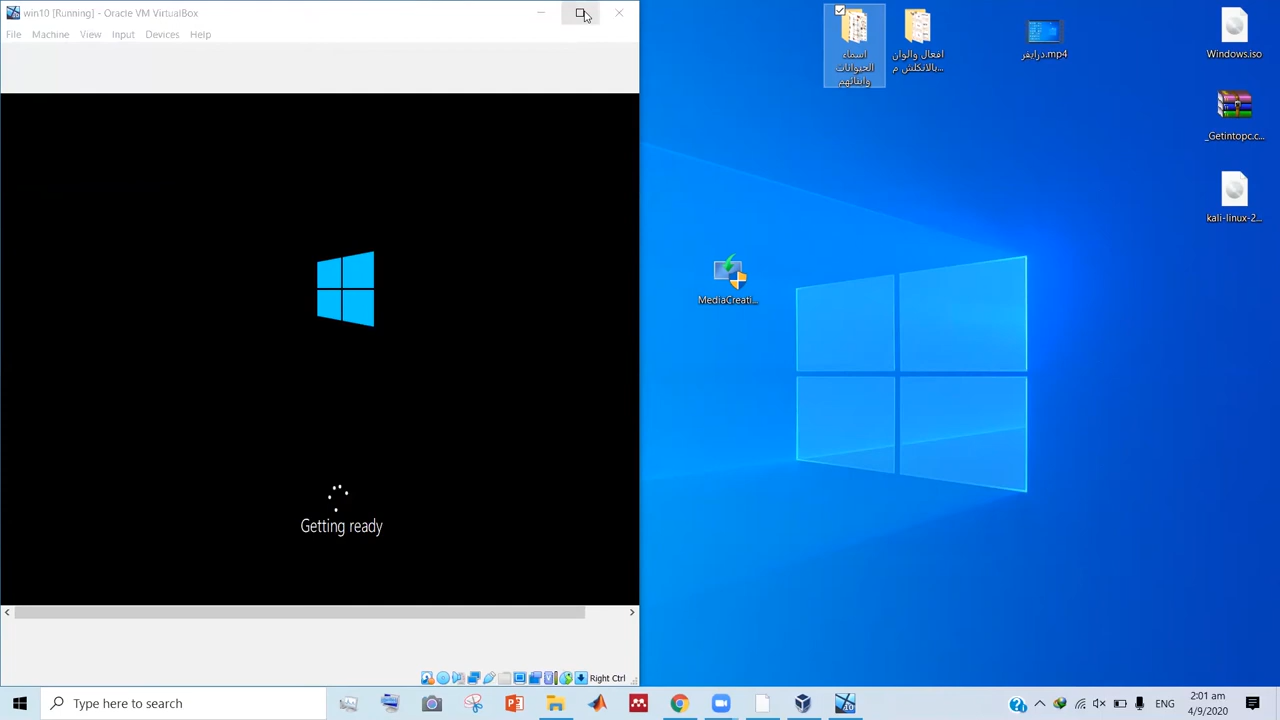 win10 [Running] - Oracle VM VirtualBox
File Machine View Input Devices Help
Getting ready
Right Ctrl
اسماء
الحيوانات
وابنائهم
افعال والوان
بالانكلش م...
درايفر.mp4
Windows.iso
_Getintopc.c...
kali-linux-2...
MediaCreati...
Type here to search
ENG
2:01 am
4/9/2020